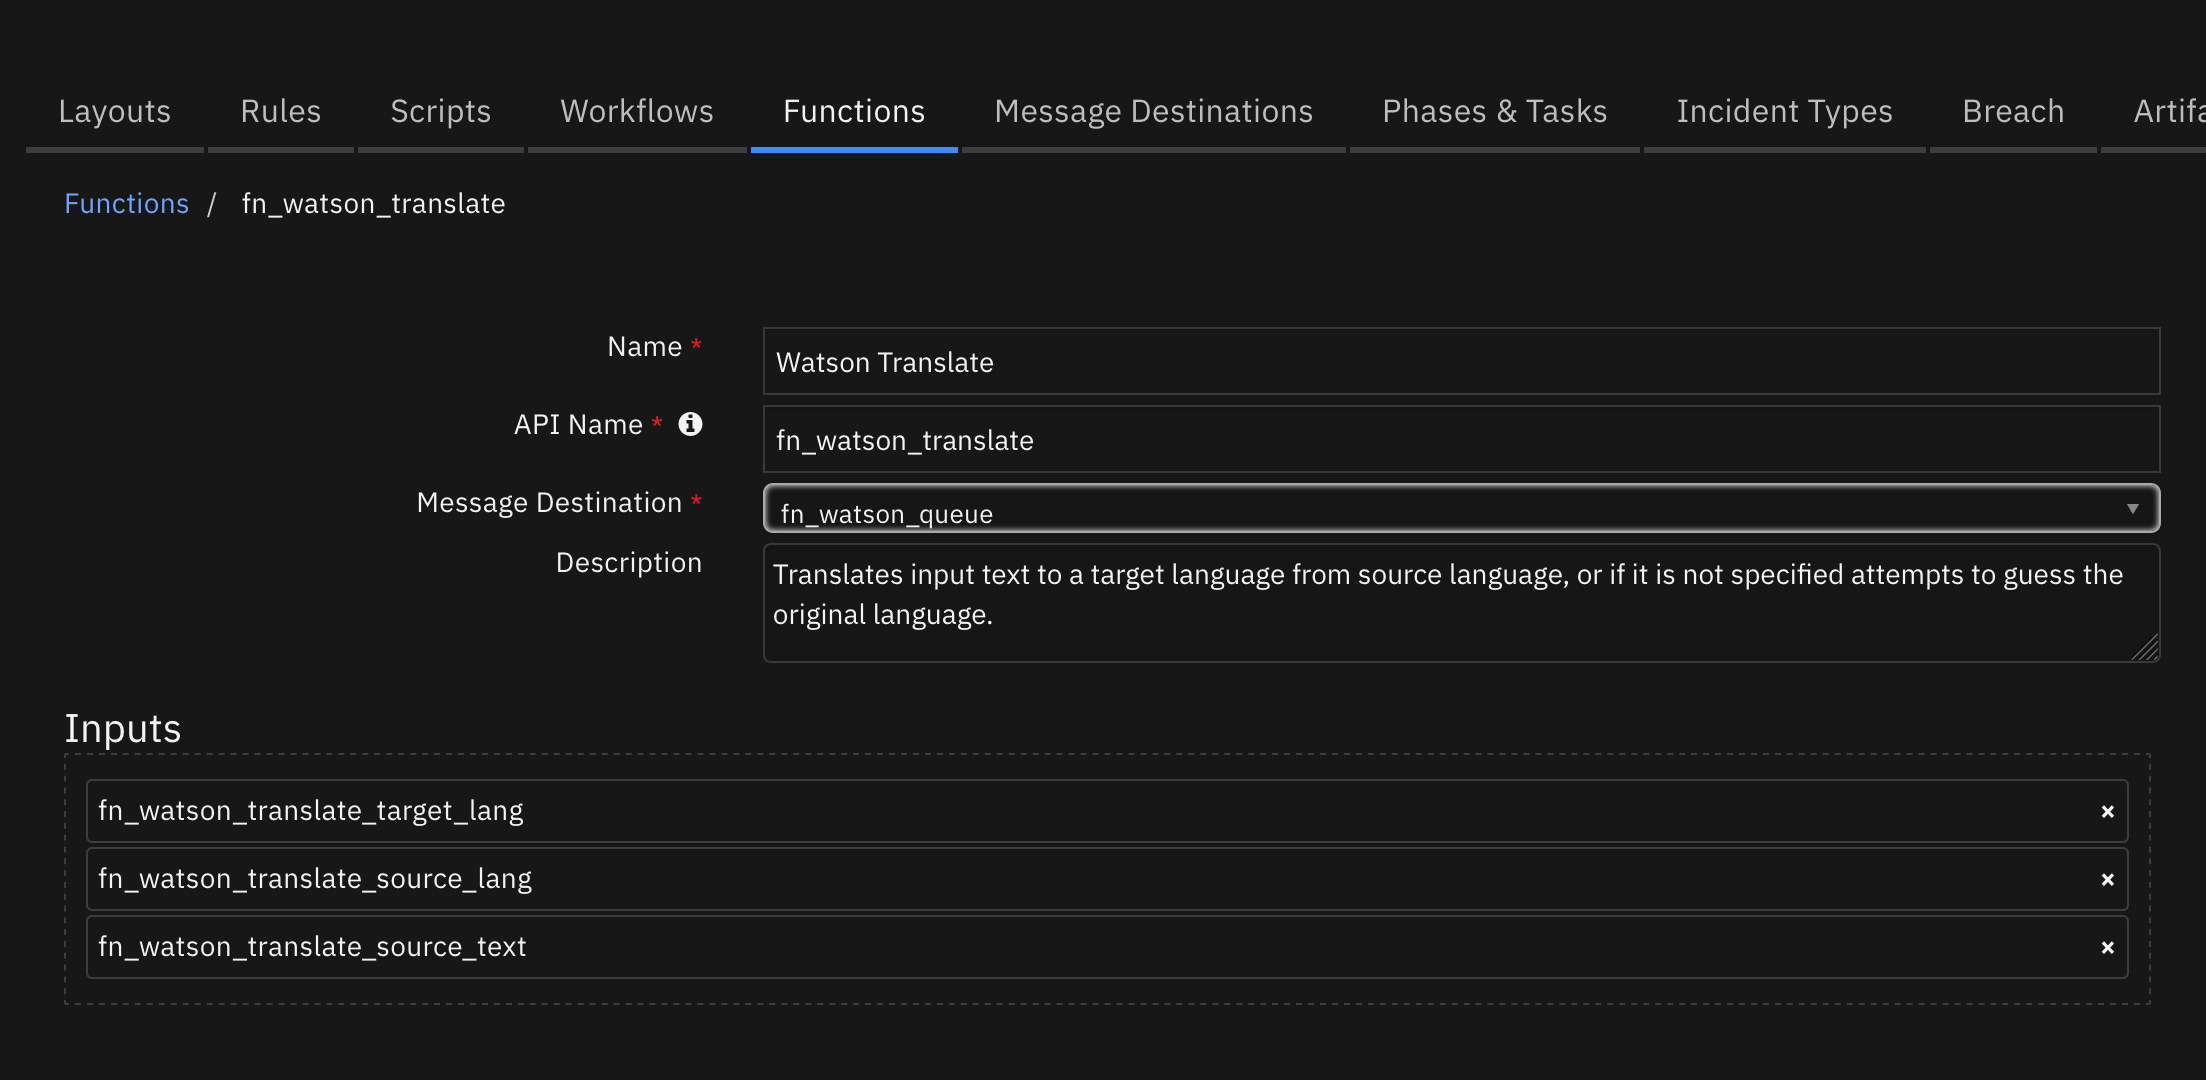 Layouts Rules Scripts Workflows Functions Message Destinations Phases & Tasks Incident Types Breach Artifa
Functions / fn_watson_translate
Name * Watson Translate
API Name * fn_watson_translate
Message Destination * fn_watson_queue
Description Translates input text to a target language from source language, or if it is not specified attempts to guess the
original language.
Inputs
fn_watson_translate_target_lang ×
fn_watson_translate_source_lang ×
fn_watson_translate_source_text ×